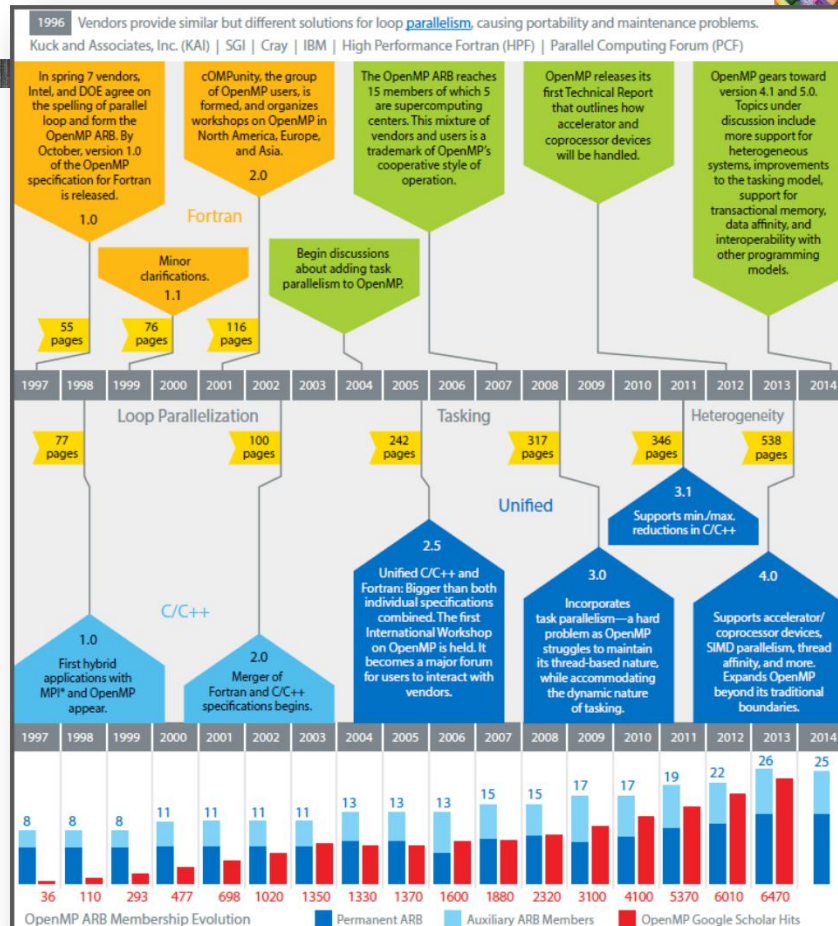 1996 Vendors provide similar but different solutions for loop parallelism, causing portability and maintenance problems.
Kuck and Associates, Inc. (KAI) | SGI | Cray | IBM | High Performance Fortran (HPF) | Parallel Computing Forum (PCF)
In spring 7 vendors,
Intel, and DOE agree on
the spelling of parallel
loop and form the
OpenMP ARB. By
October, version 1.0
of the OpenMP
specification for Fortran
is released.
1.0
cOMPunity, the group
of OpenMP users, is
formed, and organizes
workshops on OpenMP in
North America, Europe,
and Asia.
2.0
The OpenMP ARB reaches
15 members of which 5
are supercomputing
centers. This mixture of
vendors and users is a
trademark of OpenMP's
cooperative style of
operation.
OpenMP releases its
first Technical Report
that outlines how
accelerator and
coprocessor devices
will be handled.
OpenMP gears toward
version 4.1 and 5.0.
Topics under
discussion include
more support for
heterogeneous
systems, improvements
to the tasking model,
support for
transactional memory,
data affinity, and
interoperability with
other programming
models.
Fortran
Minor
clarifications.
1.1
Begin discussions
about adding task
parallelism to OpenMP.
55
pages
76
pages
116
pages
1997 1998 1999 2000 2001 2002 2003 2004 2005 2006 2007 2008 2009 2010 2011 2012 2013 2014
Loop Parallelization Tasking Heterogeneity
77
pages
100
pages
242
pages
317
pages
346
pages
538
pages
Unified
3.1
Supports min./max.
reductions in C/C++
2.5
Unified C/C++ and
Fortran: Bigger than both
individual specifications
combined. The first
International Workshop
on OpenMP is held. It
becomes a major forum
for users to interact with
vendors.
3.0
Incorporates
task parallelism—a hard
problem as OpenMP
struggles to maintain
its thread-based nature,
while accommodating
the dynamic nature
of tasking.
4.0
Supports accelerator/
coprocessor devices,
SIMD parallelism, thread
affinity, and more.
Expands OpenMP
beyond its traditional
boundaries.
C/C++
1.0
First hybrid
applications with
MPI* and OpenMP
appear.
2.0
Merger of
Fortran and C/C++
specifications begins.
1997 1998 1999 2000 2001 2002 2003 2004 2005 2006 2007 2008 2009 2010 2011 2012 2013 2014
8 8 8 11 11 11 11 13 13 13 15 15 17 17 19 22 26 25
36 110 293 477 698 1020 1350 1330 1370 1600 1880 2320 3100 4100 5370 6010 6470
OpenMP ARB Membership Evolution Permanent ARB Auxiliary ARB Members OpenMP Google Scholar Hits